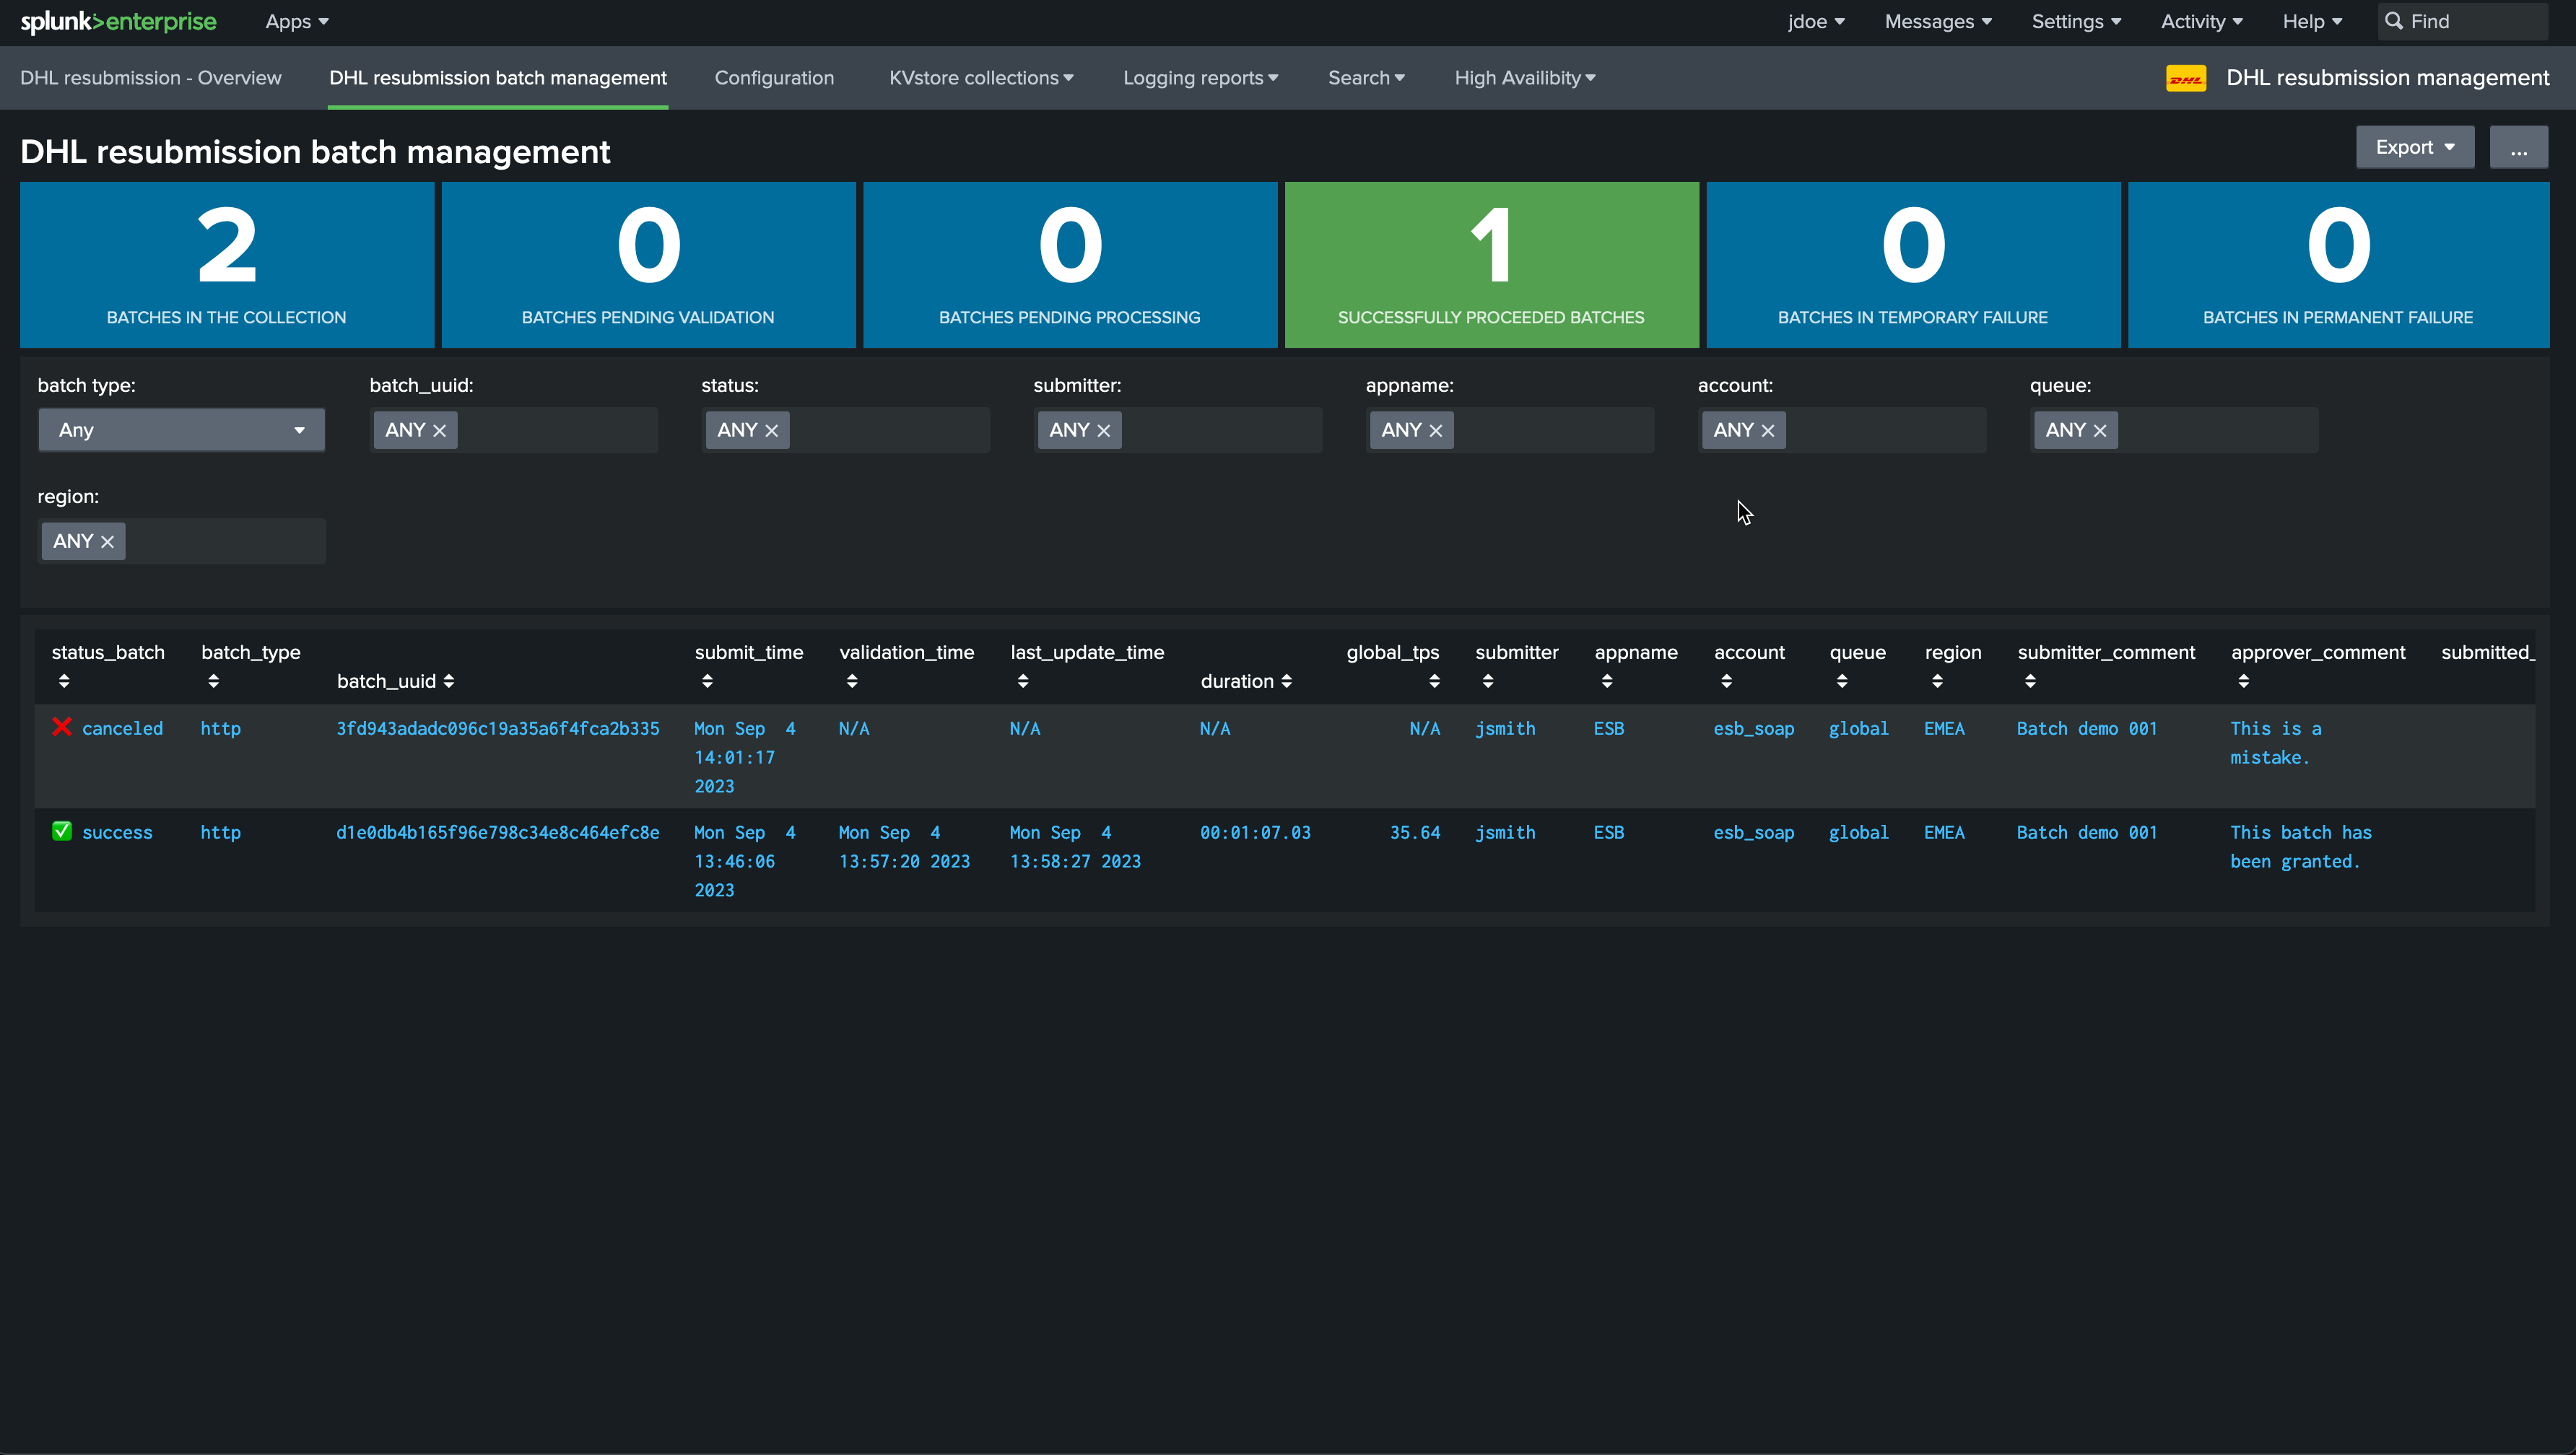 splunk>enterprise Apps jdoe Messages Settings Activity Help Find
DHL resubmission - Overview DHL resubmission batch management Configuration KVstore collections Logging reports Search High Availibity DHL DHL resubmission management
DHL resubmission batch management Export ...
2 0 0 1 0 0
BATCHES IN THE COLLECTION BATCHES PENDING VALIDATION BATCHES PENDING PROCESSING SUCCESSFULLY PROCEEDED BATCHES BATCHES IN TEMPORARY FAILURE BATCHES IN PERMANENT FAILURE
batch type: batch_uuid: status: submitter: appname: account: queue:
Any ANY ANY ANY ANY ANY ANY
region:
ANY
status_batch batch_type submit_time validation_time last_update_time global_tps submitter appname account queue region submitter_comment approver_comment submitted_
batch_uuid duration
canceled http 3fd943adadc096c19a35a6f4fca2b335 Mon Sep 4 N/A N/A N/A N/A jsmith ESB esb_soap global EMEA Batch demo 001 This is a
14:01:17 mistake.
2023
success http d1e0db4b165f96e798c34e8c464efc8e Mon Sep 4 Mon Sep 4 Mon Sep 4 00:01:07.03 35.64 jsmith ESB esb_soap global EMEA Batch demo 001 This batch has
13:46:06 13:57:20 2023 13:58:27 2023 been granted.
2023